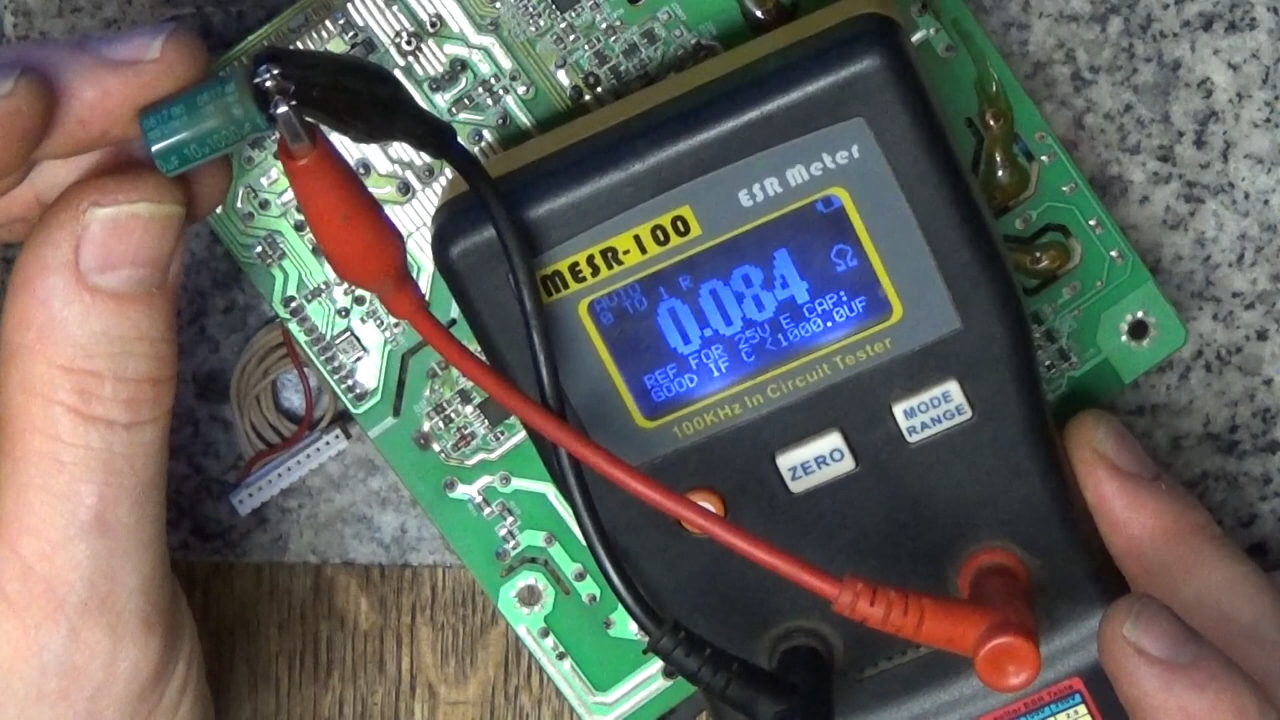 10v1000
ESR Meter
MESR-100
AUTO
0 TO 1 R
0.084 Ω
REF FOR 25V E CAP:
GOOD IF C <1000.0UF
100KHz In Circuit Tester
MODE
RANGE
ZERO